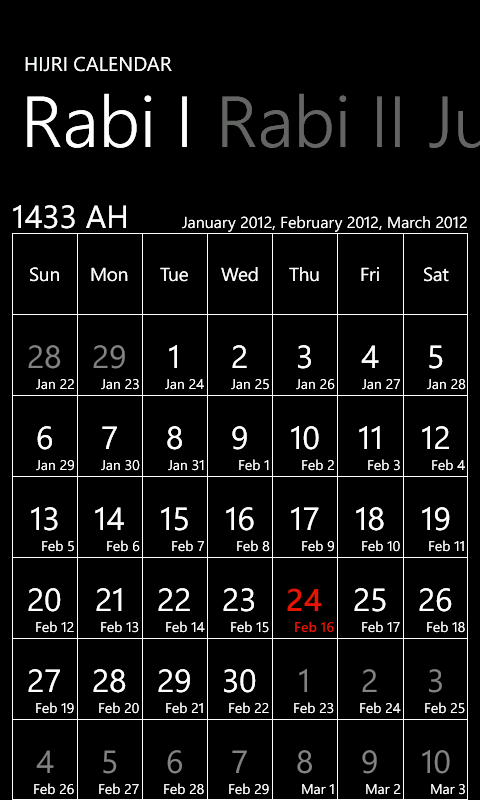 HIJRI CALENDAR
Rabi I Rabi II Ju
1433 AH January 2012, February 2012, March 2012
Sun Mon Tue Wed Thu Fri Sat
28 29 1 2 3 4 5
Jan 22 Jan 23 Jan 24 Jan 25 Jan 26 Jan 27 Jan 28
6 7 8 9 10 11 12
Jan 29 Jan 30 Jan 31 Feb 1 Feb 2 Feb 3 Feb 4
13 14 15 16 17 18 19
Feb 5 Feb 6 Feb 7 Feb 8 Feb 9 Feb 10 Feb 11
20 21 22 23 24 25 26
Feb 12 Feb 13 Feb 14 Feb 15 Feb 16 Feb 17 Feb 18
27 28 29 30 1 2 3
Feb 19 Feb 20 Feb 21 Feb 22 Feb 23 Feb 24 Feb 25
4 5 6 7 8 9 10
Feb 26 Feb 27 Feb 28 Feb 29 Mar 1 Mar 2 Mar 3